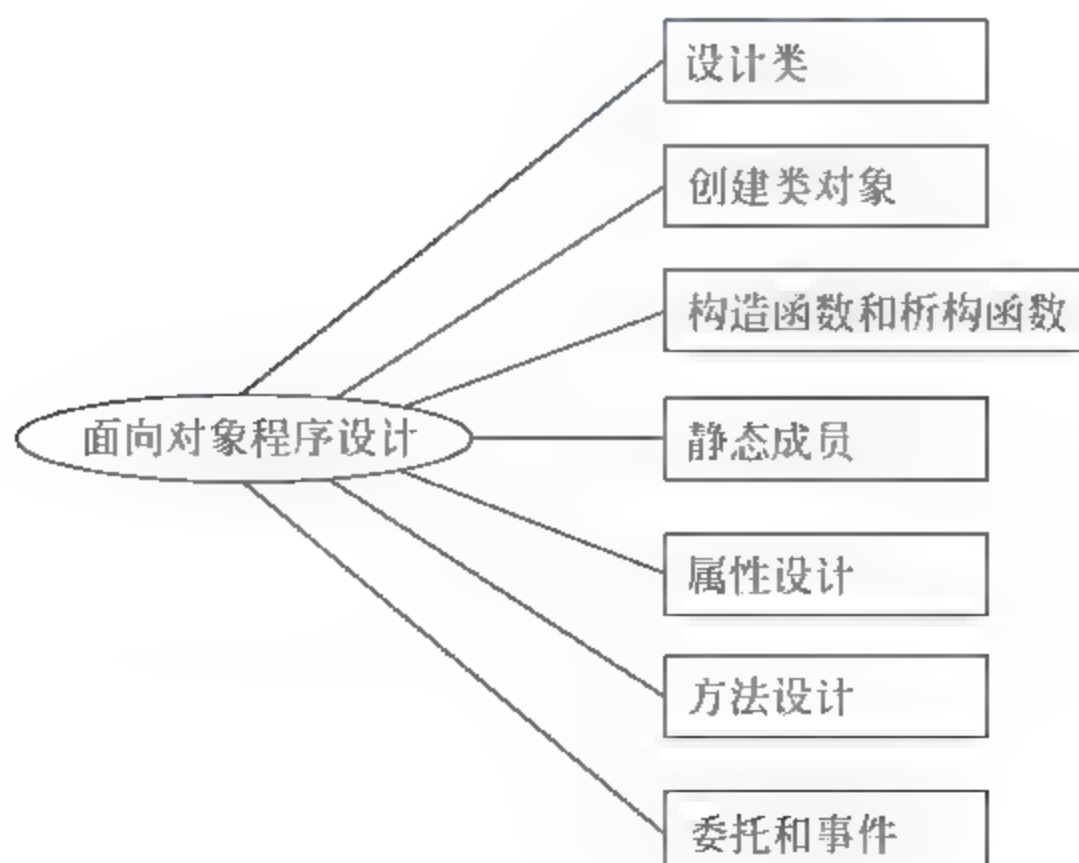 设计类
创建类对象
构造函数和析构函数
面向对象程序设计
静态成员
属性设计
方法设计
委托和事件